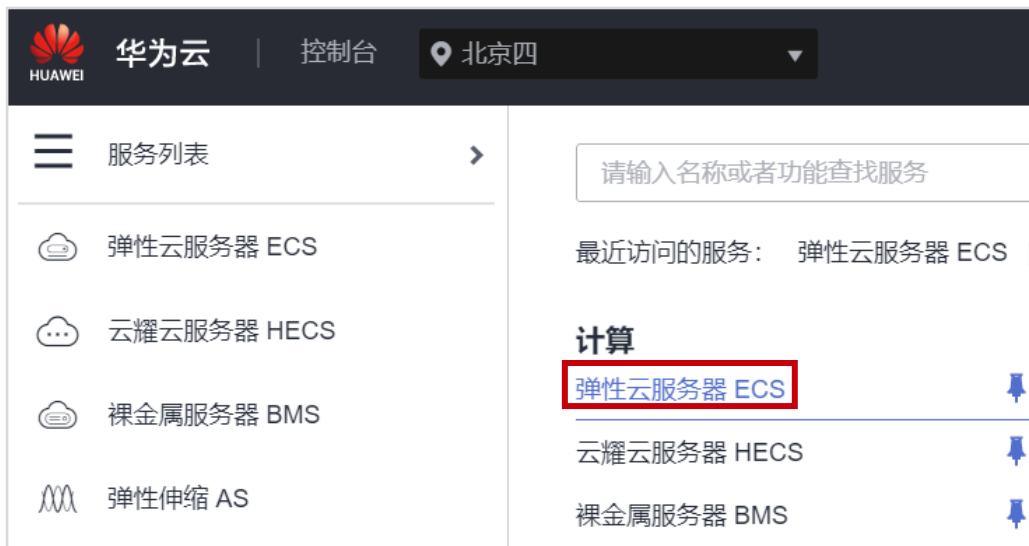 HUAWEI 华为云 控制台 北京四
服务列表
弹性云服务器 ECS
云耀云服务器 HECS
裸金属服务器 BMS
弹性伸缩 AS
请输入名称或者功能查找服务
最近访问的服务： 弹性云服务器 ECS
计算
弹性云服务器 ECS
云耀云服务器 HECS
裸金属服务器 BMS